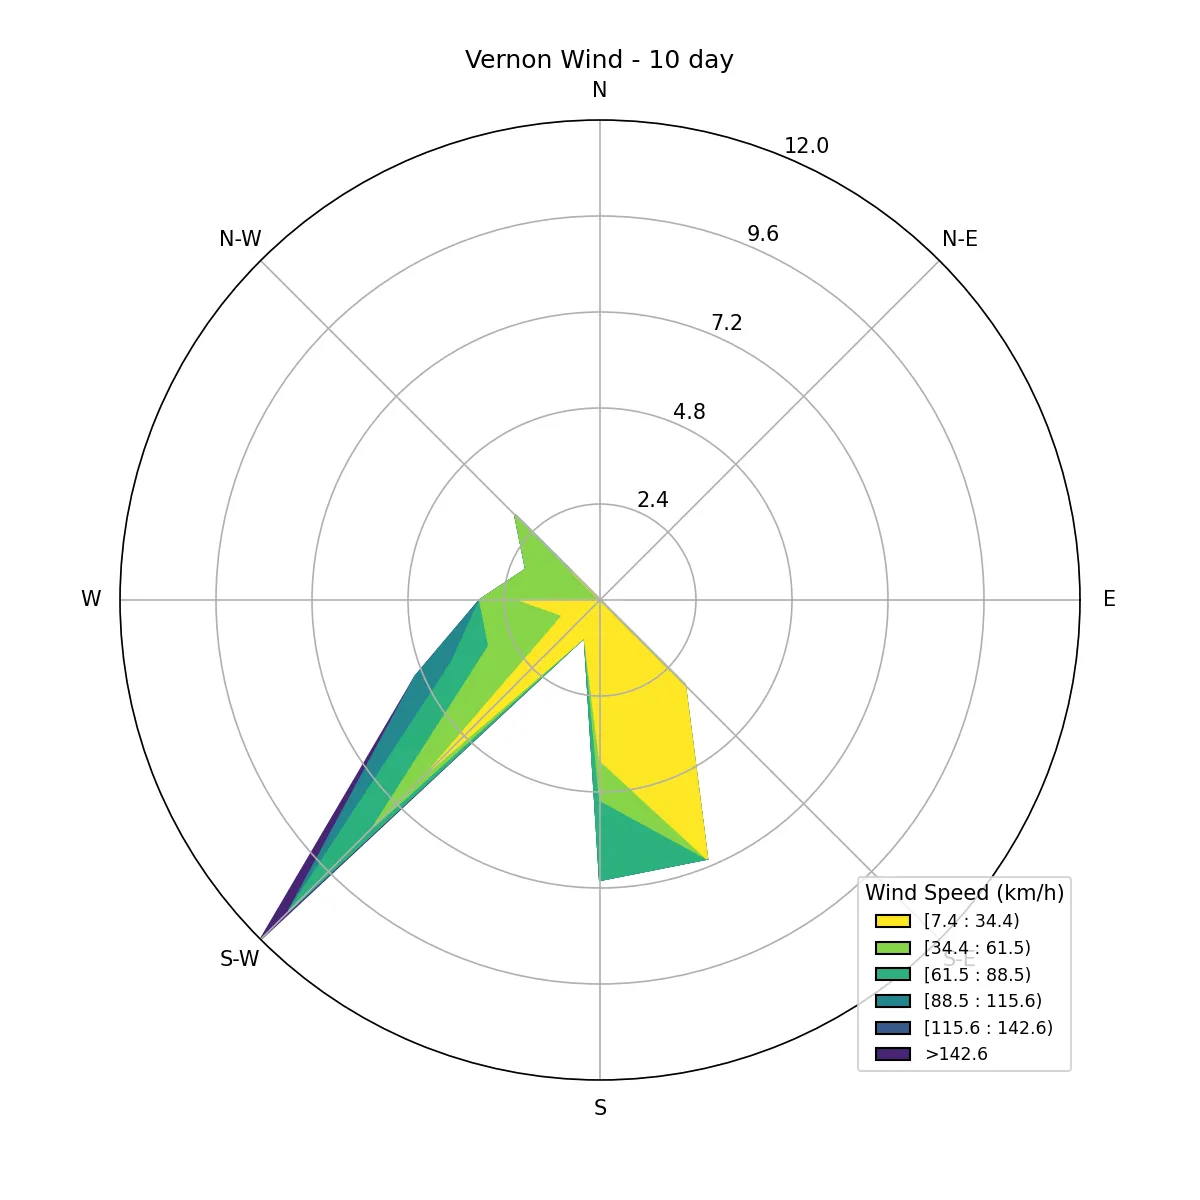 Vernon Wind - 10 day
N
12.0
N-W
9.6
N-E
7.2
4.8
2.4
W
E
S-W
S-E
S
Wind Speed (km/h)
[7.4 : 34.4)
[34.4 : 61.5)
[61.5 : 88.5)
[88.5 : 115.6)
[115.6 : 142.6)
>142.6